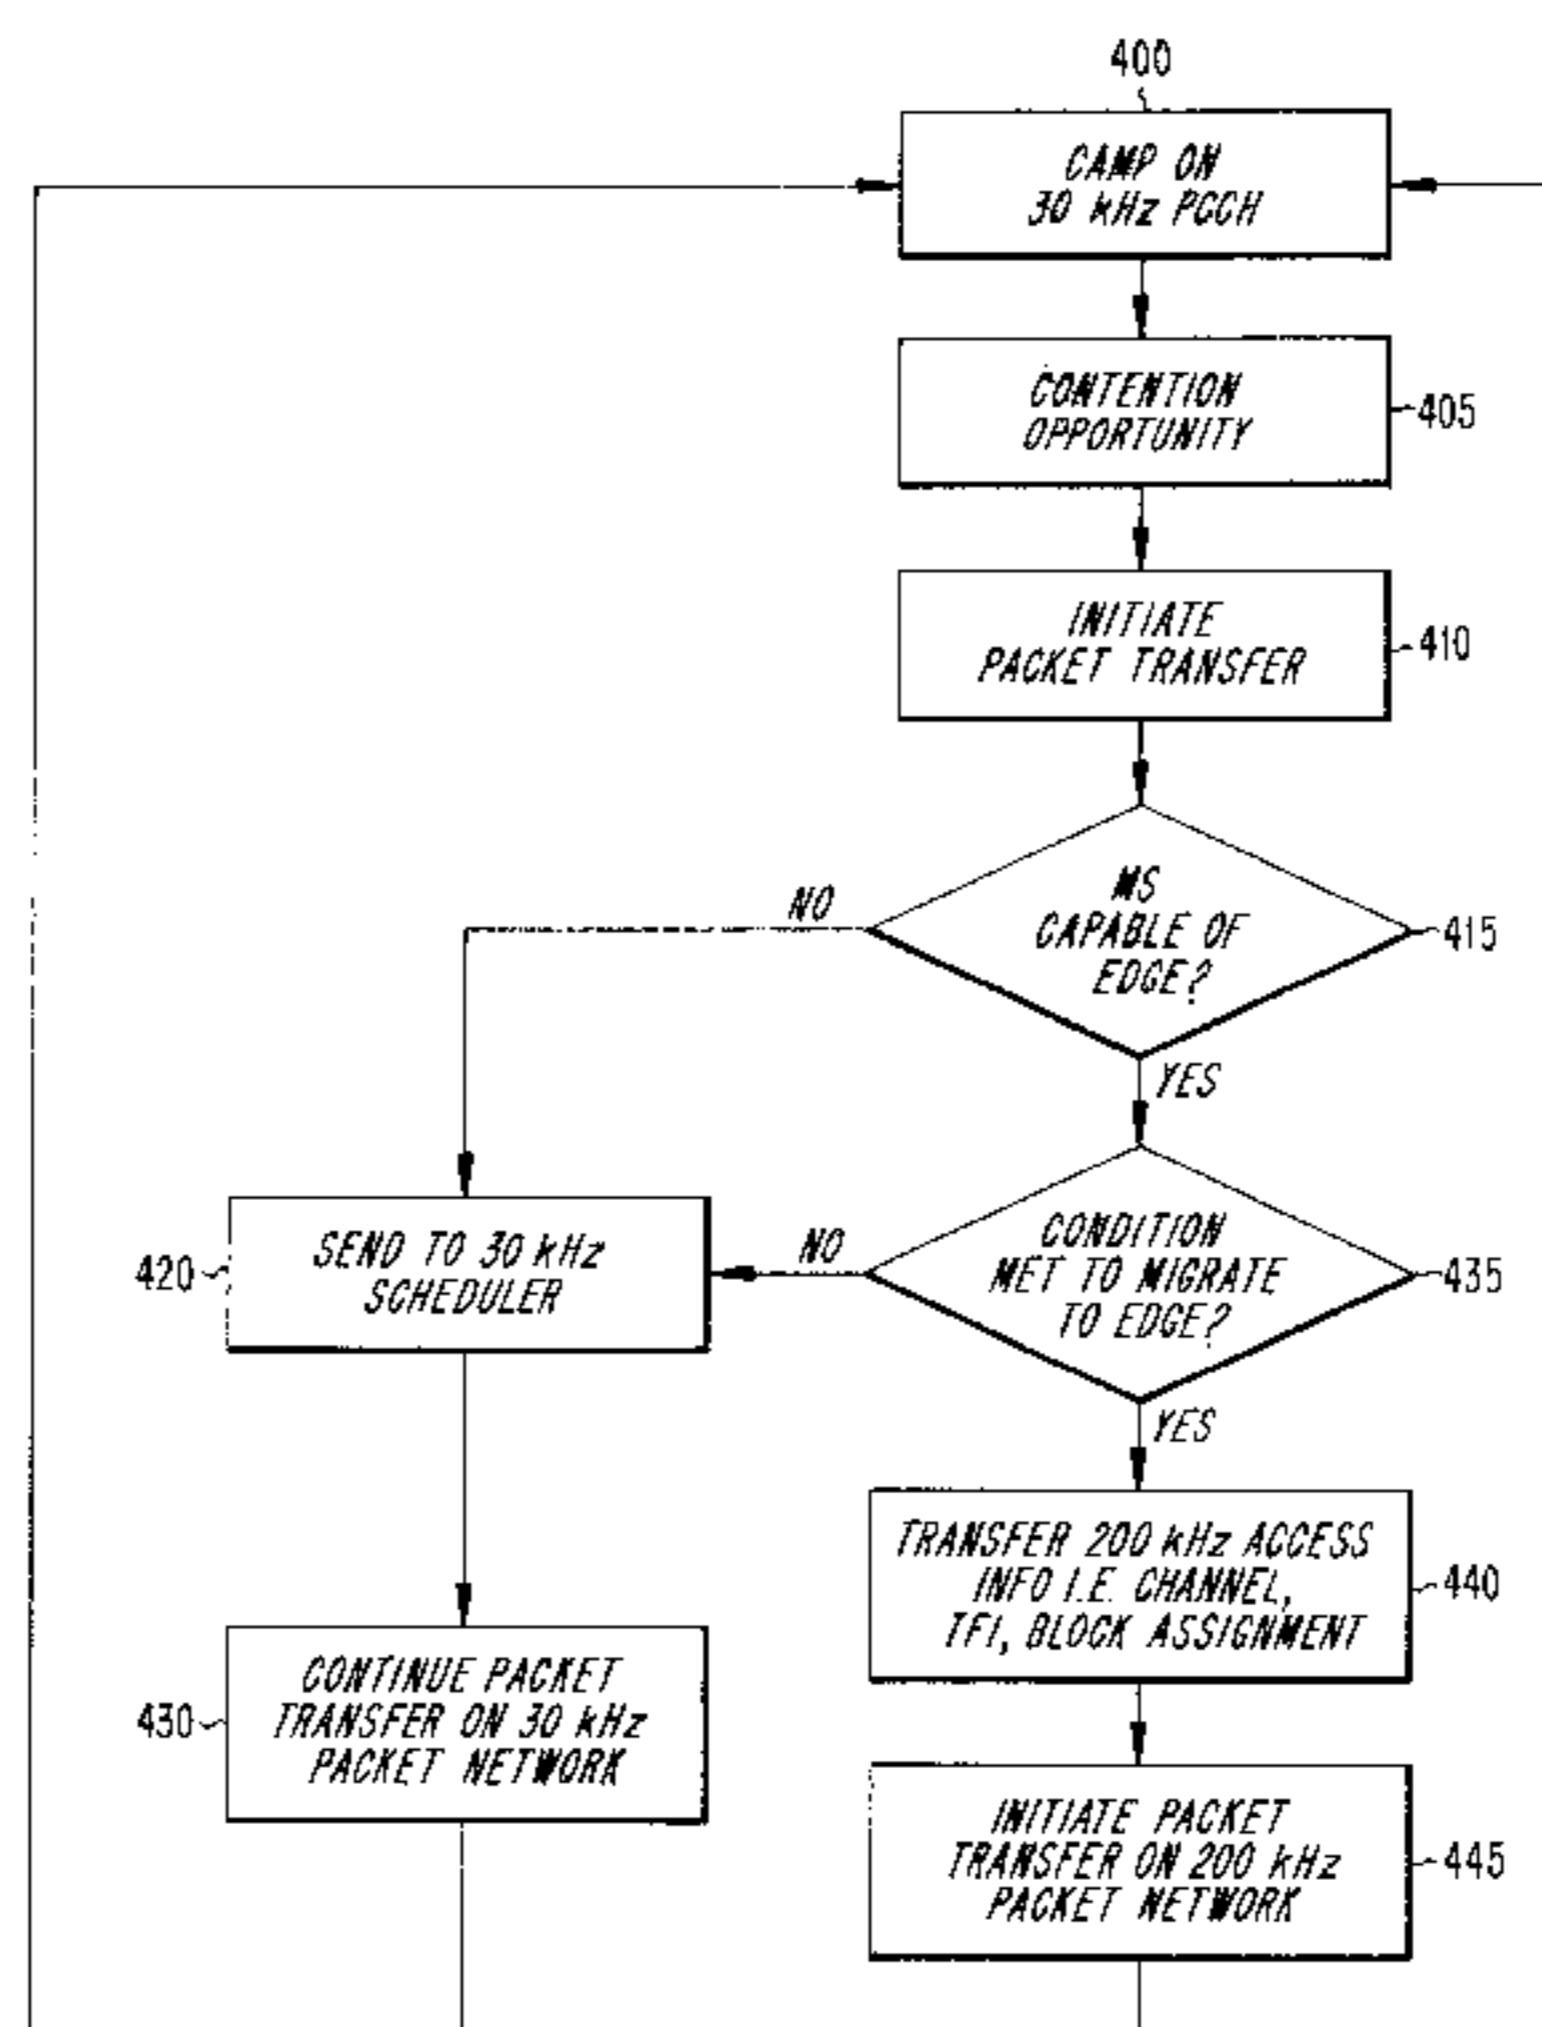 400
CAMP ON
30 kHz PCCH
CONTENTION
OPPORTUNITY
405
INITIATE
PACKET TRANSFER
410
MS
CAPABLE OF
EDGE?
415
NO
YES
CONDITION
MET TO MIGRATE
TO EDGE?
435
NO
SEND TO 30 kHz
SCHEDULER
420
YES
TRANSFER 200 kHz ACCESS
INFO I.E. CHANNEL,
TFI, BLOCK ASSIGNMENT
440
CONTINUE PACKET
TRANSFER ON 30 kHz
PACKET NETWORK
430
INITIATE PACKET
TRANSFER ON 200 kHz
PACKET NETWORK
445